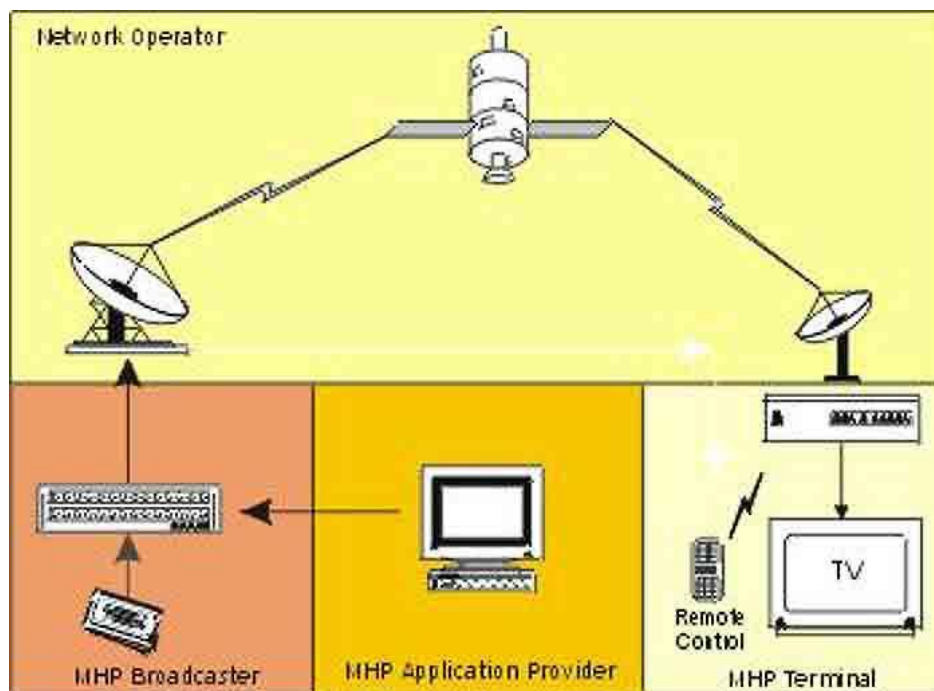 Network Operator
TV
Remote
Control
MHP Broadcaster
MHP Application Provider
MHP Terminal